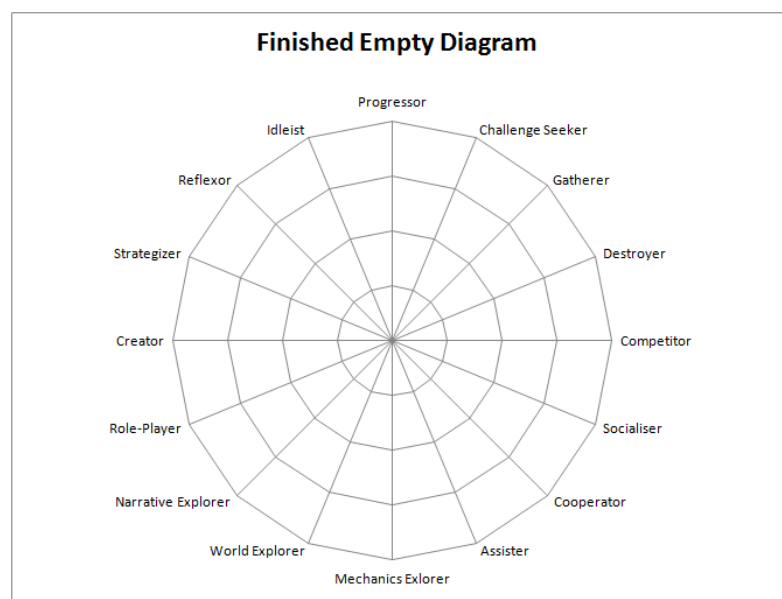 Finished Empty Diagram
Progressor
Idleist
Challenge Seeker
Reflexor
Gatherer
Strategizer
Destroyer
Creator
Competitor
Role-Player
Socialiser
Narrative Explorer
Cooperator
World Explorer
Assister
Mechanics Exlorer